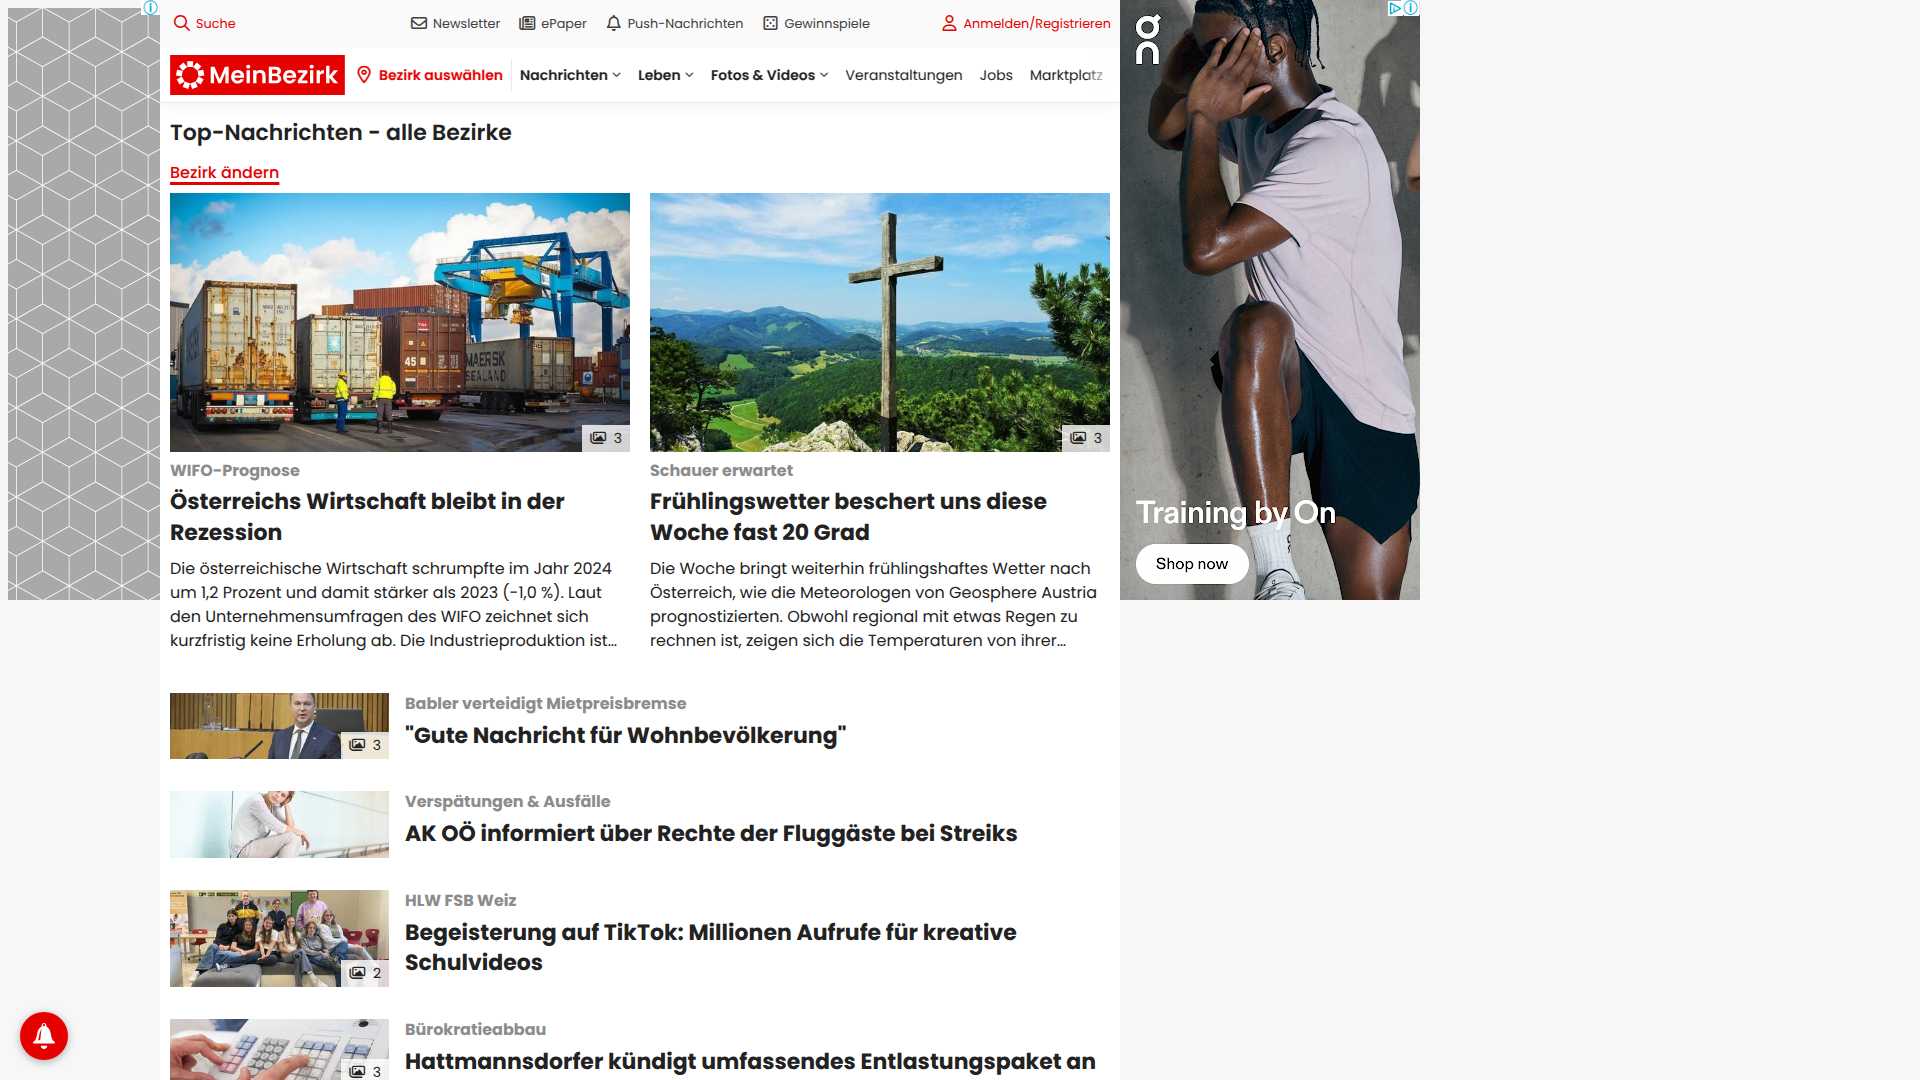 Suche
Newsletter
ePaper
Push-Nachrichten
Gewinnspiele
Anmelden/Registrieren
MeinBezirk
Bezirk auswählen
Nachrichten
Leben
Fotos & Videos
Veranstaltungen
Jobs
Marktplatz
Top-Nachrichten - alle Bezirke
Bezirk ändern
45
MAERSK
SEALAND
3
WIFO-Prognose
Österreichs Wirtschaft bleibt in der
Rezession
Die österreichische Wirtschaft schrumpfte im Jahr 2024
um 1,2 Prozent und damit stärker als 2023 (-1,0 %). Laut
den Unternehmensumfragen des WIFO zeichnet sich
kurzfristig keine Erholung ab. Die Industrieproduktion ist...
3
Schauer erwartet
Frühlingswetter beschert uns diese
Woche fast 20 Grad
Die Woche bringt weiterhin frühlingshaftes Wetter nach
Österreich, wie die Meteorologen von Geosphere Austria
prognostizierten. Obwohl regional mit etwas Regen zu
rechnen ist, zeigen sich die Temperaturen von ihrer...
3
Babler verteidigt Mietpreisbremse
"Gute Nachricht für Wohnbevölkerung"
Verspätungen & Ausfälle
AK OÖ informiert über Rechte der Fluggäste bei Streiks
2
HLW FSB Weiz
Begeisterung auf TikTok: Millionen Aufrufe für kreative
Schulvideos
3
Bürokratieabbau
Hattmannsdorfer kündigt umfassendes Entlastungspaket an
On
Training by On
Shop now